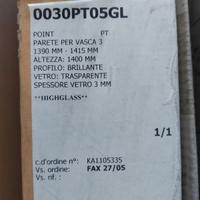 0030PT05GL
POINT PT
PARETE PER VASCA 3
1390 MM - 1415 MM
ALTEZZA: 1400 MM
PROFILO: BRILLANTE
VETRO: TRASPARENTE
SPESSORE VETRO 3 MM
**HIGHGLASS**
1/1
c.d'ordine n°: KA1105335
Vs. ordine: FAX 27/05
Vs. rif. :